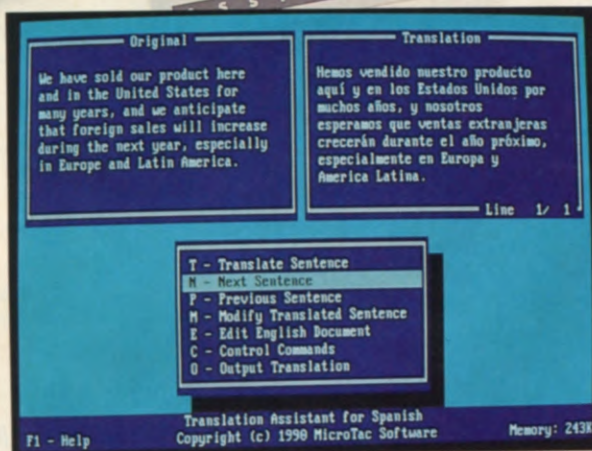 Original
We have sold our product here
and in the United States for
many years, and we anticipate
that foreign sales will increase
during the next year, especially
in Europe and Latin America.
Translation
Hemos vendido nuestro producto
aquí y en los Estados Unidos por
muchos años, y nosotros
esperamos que ventas extranjeras
crecerán durante el año próximo,
especialmente en Europa y
America Latina.
Line 1/ 1
T - Translate Sentence
N - Next Sentence
P - Previous Sentence
M - Modify Translated Sentence
E - Edit English Document
C - Control Commands
O - Output Translation
F1 - Help
Translation Assistant for Spanish
Copyright (c) 1990 MicroTac Software
Memory: 243K